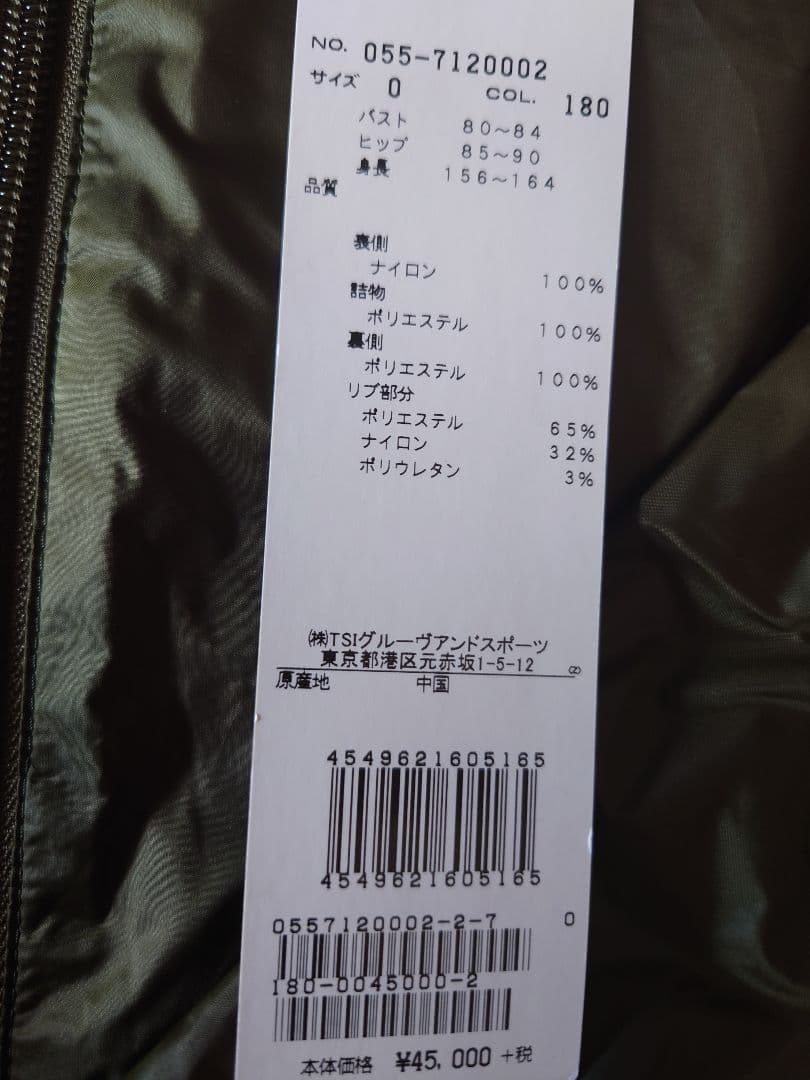 NO. 055-7120002
サイズ 0 COL. 180
バスト 80~84
ヒップ 85~90
身長 156~164
品質
表側
ナイロン 100%
詰物
ポリエステル 100%
裏側
ポリエステル 100%
リブ部分
ポリエステル 65%
ナイロン 32%
ポリウレタン 3%
㈱TSIグルーヴアンドスポーツ
東京都港区元赤坂1-5-12 (Z)
原産地 中国
4549621605165
4549621605165
0557120002-2-7 0
180-0045000-2
本体価格 ¥45,000 +税